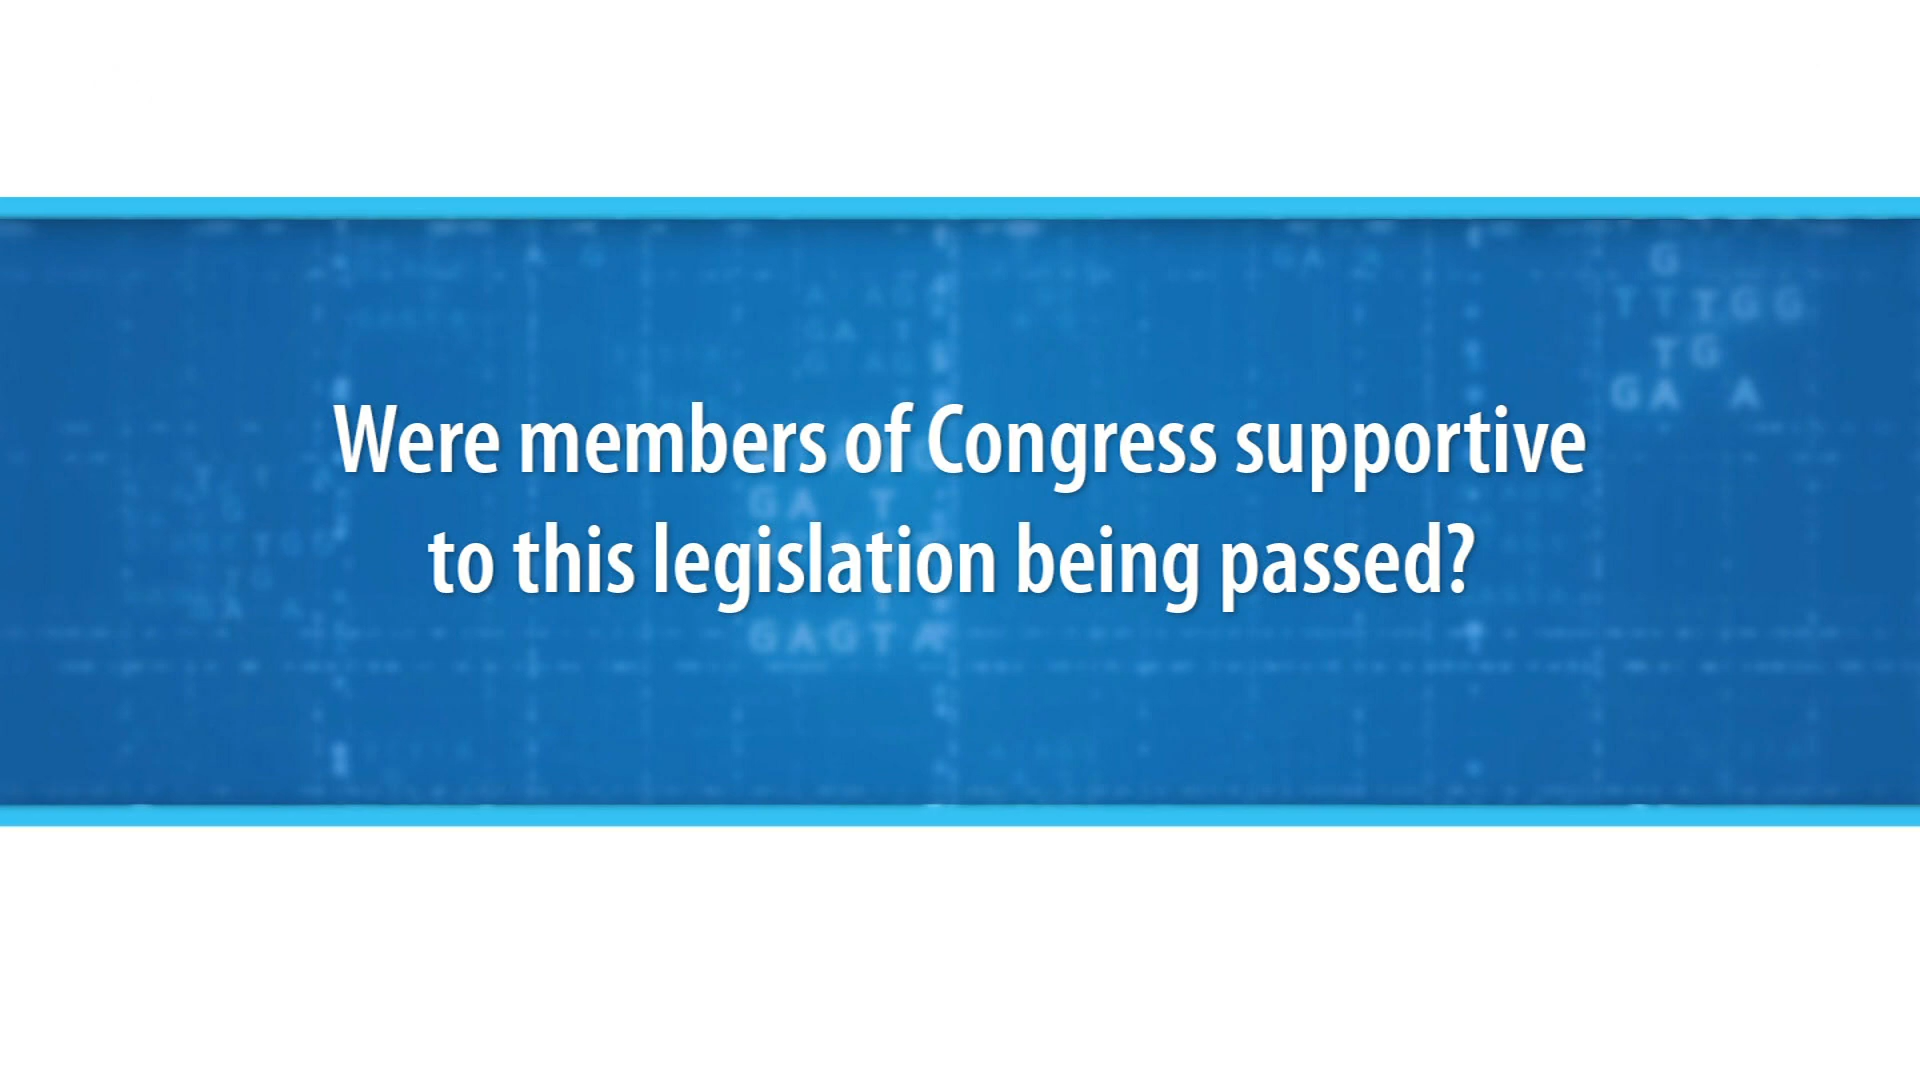 Were members of Congress supportive
to this legislation being passed?
G
T T T G G
T G
G A A
G A T
G A G T A